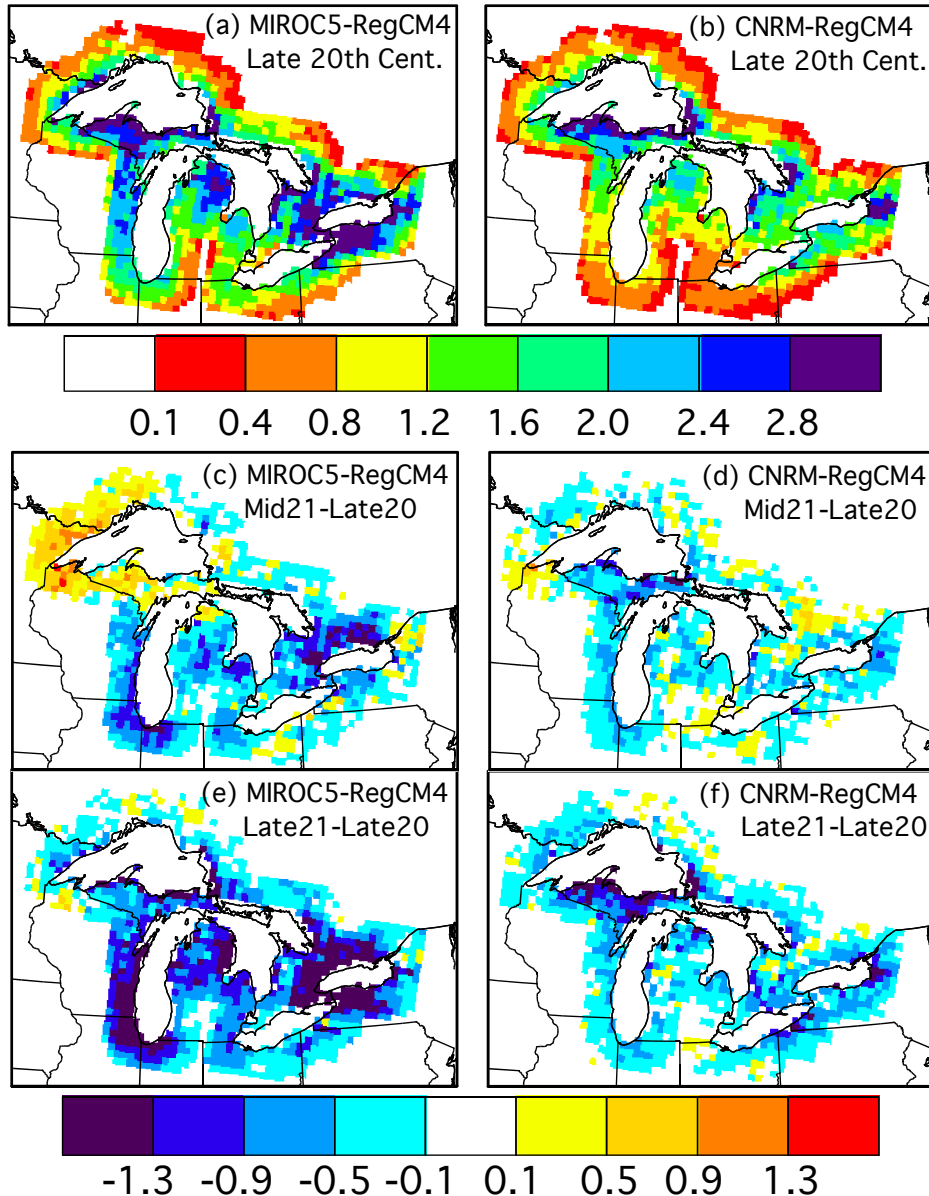 (a) MIROC5-RegCM4
Late 20th Cent.
(b) CNRM-RegCM4
Late 20th Cent.
0.1 0.4 0.8 1.2 1.6 2.0 2.4 2.8
(c) MIROC5-RegCM4
Mid21-Late20
(d) CNRM-RegCM4
Mid21-Late20
(e) MIROC5-RegCM4
Late21-Late20
(f) CNRM-RegCM4
Late21-Late20
-1.3 -0.9 -0.5 -0.1 0.1 0.5 0.9 1.3